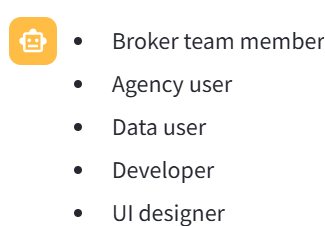 • Broker team member
• Agency user
• Data user
• Developer
• UI designer